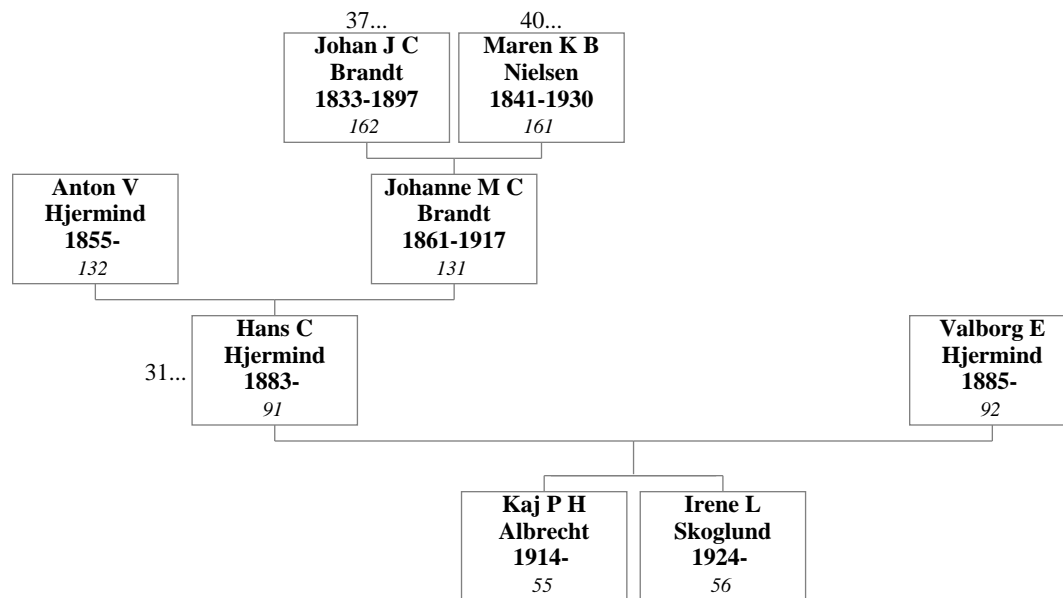 37...
Johan J C
Brandt
1833-1897
162
40...
Maren K B
Nielsen
1841-1930
161
Anton V
Hjermind
1855-
132
Johanne M C
Brandt
1861-1917
131
31...
Hans C
Hjermind
1883-
91
Valborg E
Hjermind
1885-
92
Kaj P H
Albrecht
1914-
55
Irene L
Skoglund
1924-
56